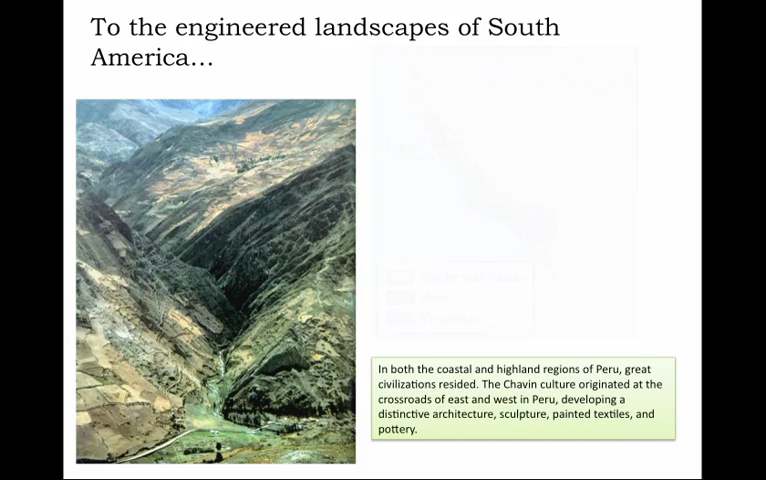 To the engineered landscapes of South
America...
In both the coastal and highland regions of Peru, great
civilizations resided. The Chavin culture originated at the
crossroads of east and west in Peru, developing a
distinctive architecture, sculpture, painted textiles, and
pottery.